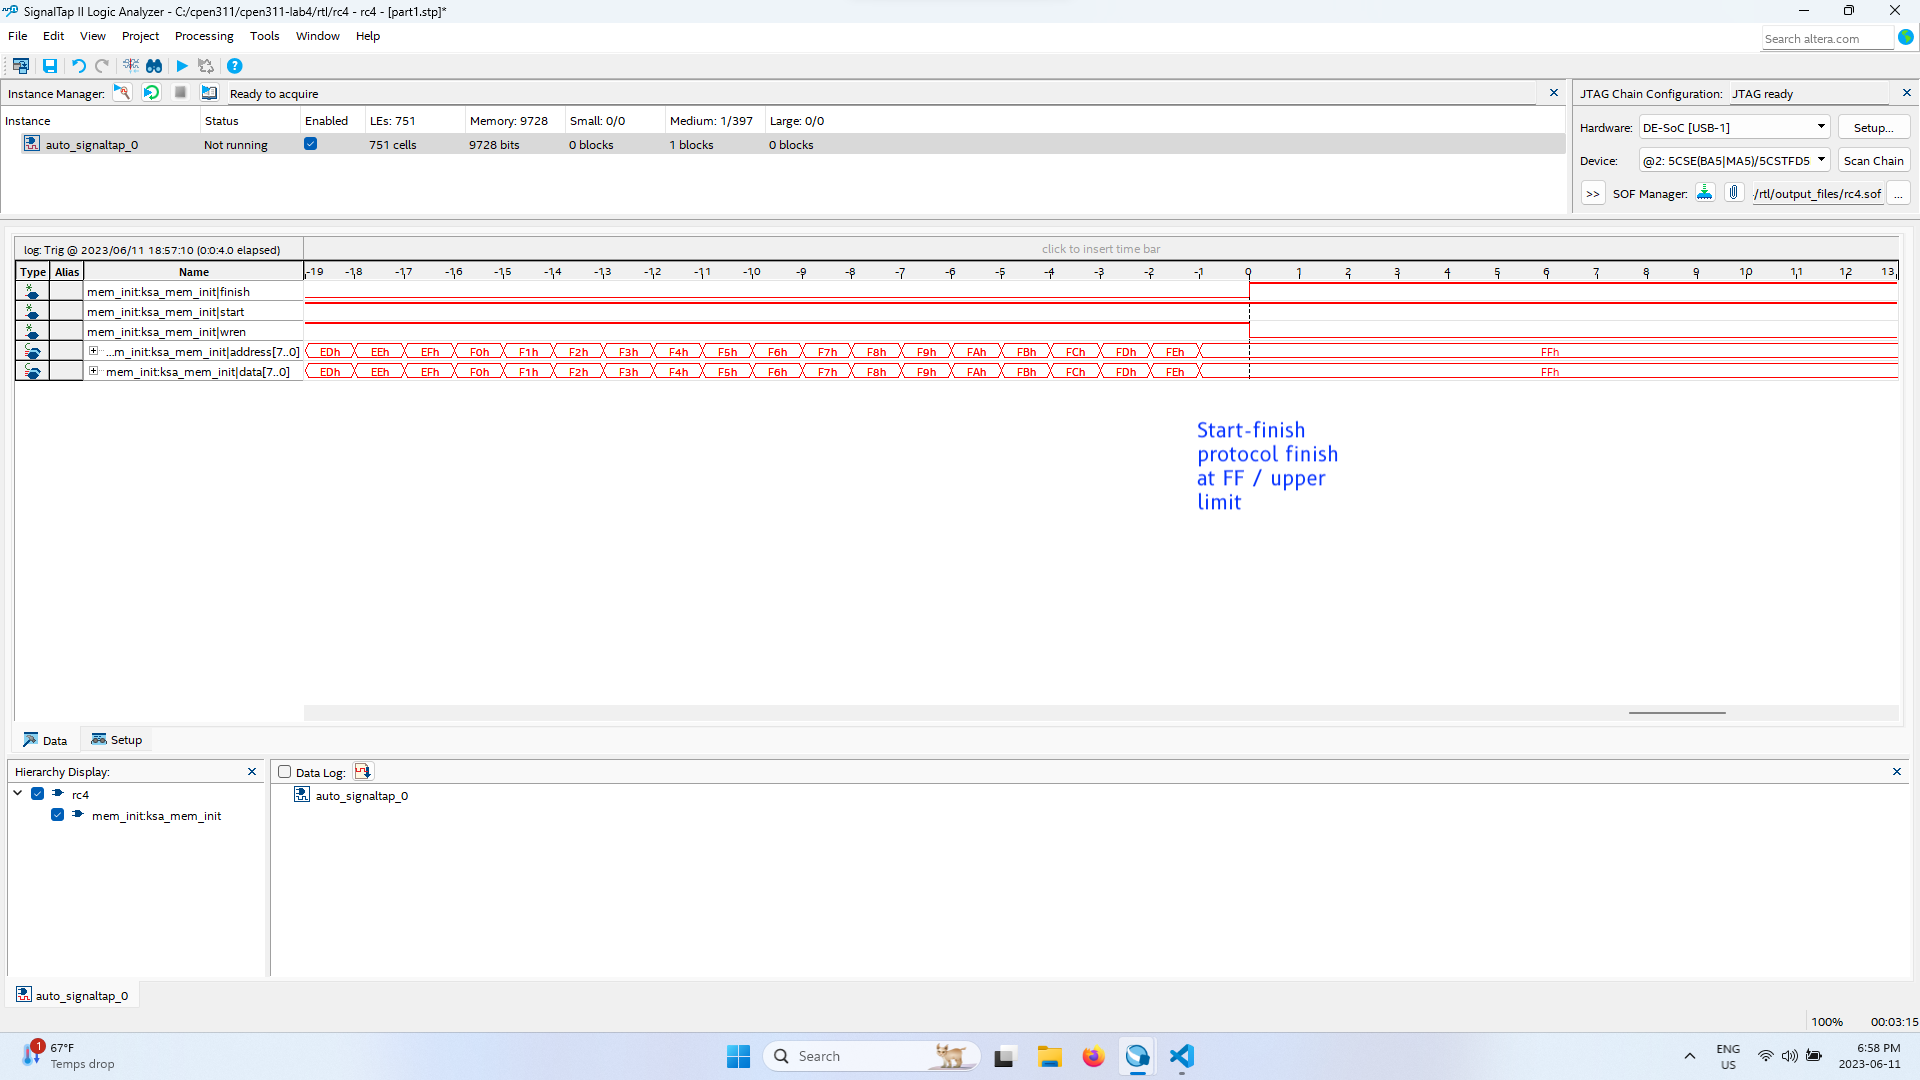 SignalTap II Logic Analyzer - C:/cpen311/cpen311-lab4/rtl/rc4 - rc4 - [part1.stp]*
File Edit View Project Processing Tools Window Help
Search altera.com
Instance Manager: Ready to acquire
Instance Status Enabled LEs: 751 Memory: 9728 Small: 0/0 Medium: 1/397 Large: 0/0
auto_signaltap_0 Not running 751 cells 9728 bits 0 blocks 1 blocks 0 blocks
JTAG Chain Configuration: JTAG ready
Hardware: DE-SoC [USB-1] Setup...
Device: @2: 5CSE(BA5|MA5)/5CSTFD5 Scan Chain
>> SOF Manager: /rtl/output_files/rc4.sof ...
log: Trig @ 2023/06/11 18:57:10 (0:0:4.0 elapsed) click to insert time bar
Type Alias Name -19 -18 -17 -16 -15 -14 -13 -12 -11 -10 -9 -8 -7 -6 -5 -4 -3 -2 -1 0 1 2 3 4 5 6 7 8 9 10 11 12 13
mem_init:ksa_mem_init|finish
mem_init:ksa_mem_init|start
mem_init:ksa_mem_init|wren
...m_init:ksa_mem_init|address[7..0] EDh EEh EFh F0h F1h F2h F3h F4h F5h F6h F7h F8h F9h FAh FBh FCh FDh FEh FFh
mem_init:ksa_mem_init|data[7..0] EDh EEh EFh F0h F1h F2h F3h F4h F5h F6h F7h F8h F9h FAh FBh FCh FDh FEh FFh
Start-finish
protocol finish
at FF / upper
limit
Data Setup
Hierarchy Display:
rc4
mem_init:ksa_mem_init
Data Log:
auto_signaltap_0
auto_signaltap_0
100% 00:03:15
1
67°F
Temps drop
Search
ENG
US
6:58 PM
2023-06-11